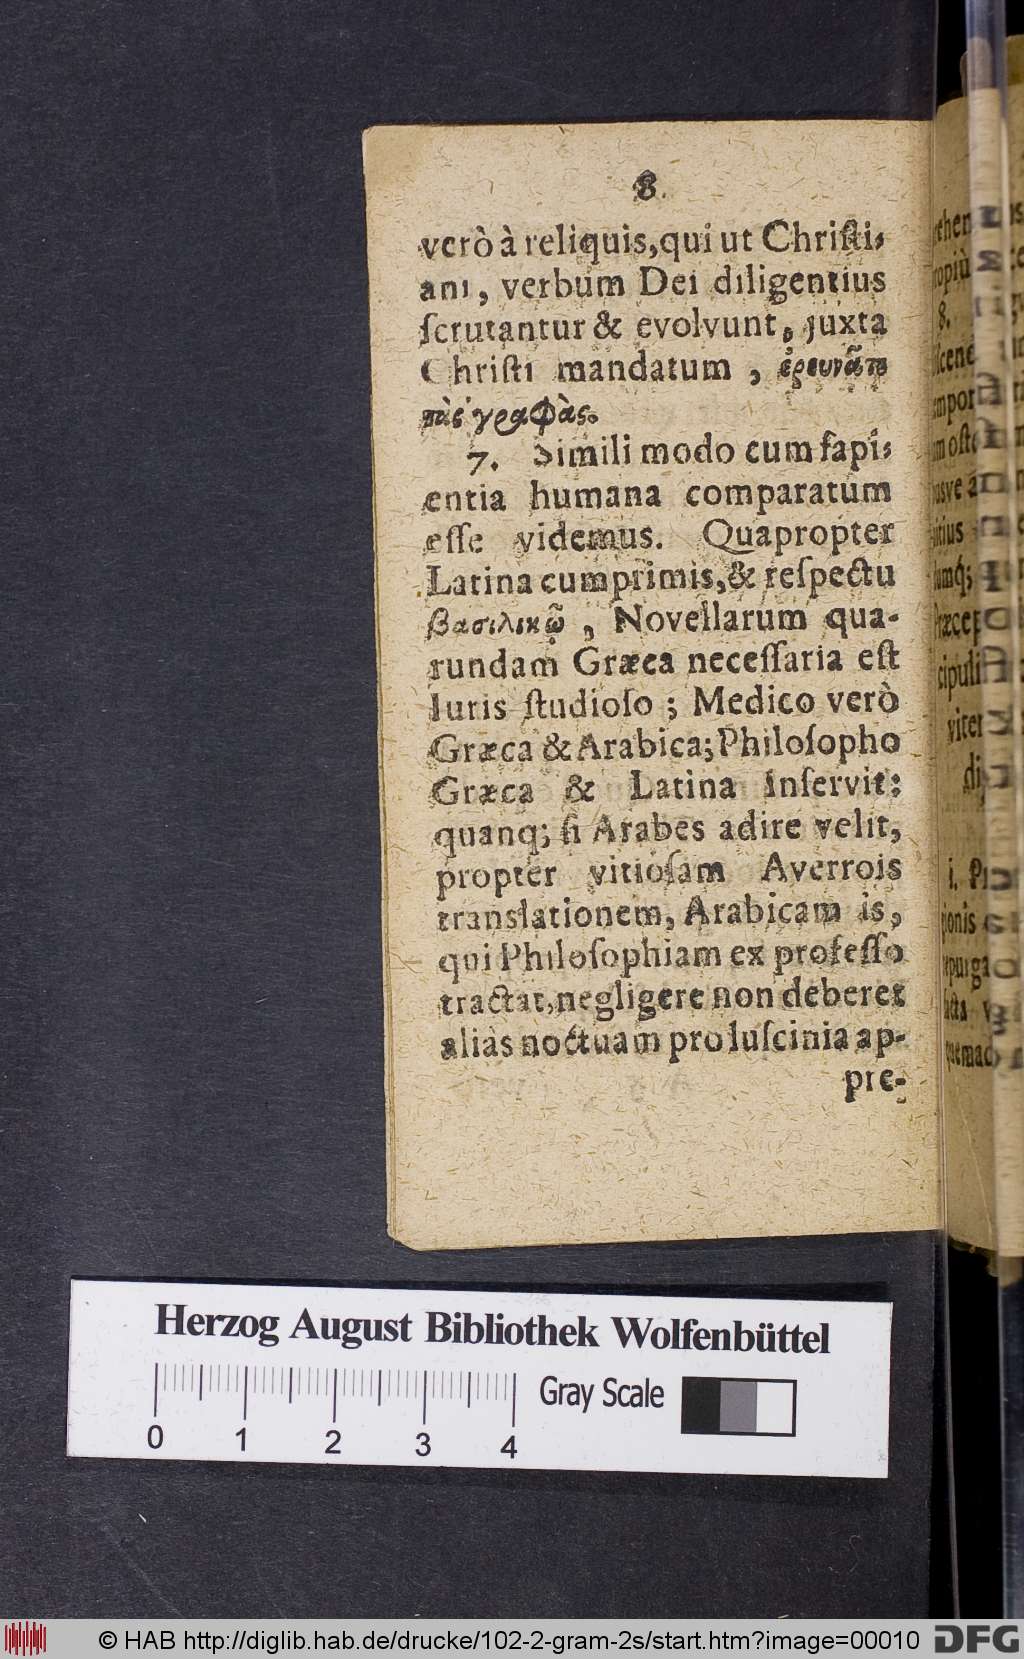 8.
verò à reliquis, qui ut Chriſti-
ani, verbum Dei diligentius
ſcrutantur & evolvunt, juxta
Chriſti mandatum, ἐρευνᾶτε
τὰς γραφὰς.
7. Simili modo cum ſapi-
entia humana comparatum
eſſe videmus. Quapropter
Latina cumprimis, & reſpectu
βασιλικῶ̣, Novellarum qua-
rundam Græca neceſſaria eſt
Iuris ſtudioſo; Medico verò
Græca & Arabica; Philoſopho
Græca & Latina inſervit:
quanq; ſi Arabes adire velit,
propter vitioſam Averrois
translationem, Arabicam is,
qui Philoſophiam ex profeſſo
tractat, negligere non deberet
aliàs noctuam pro luſcinia ap-
pre-
Herzog August Bibliothek Wolfenbüttel
0 1 2 3 4 Gray Scale
© HAB http://diglib.hab.de/drucke/102-2-gram-2s/start.htm?image=00010 DFG